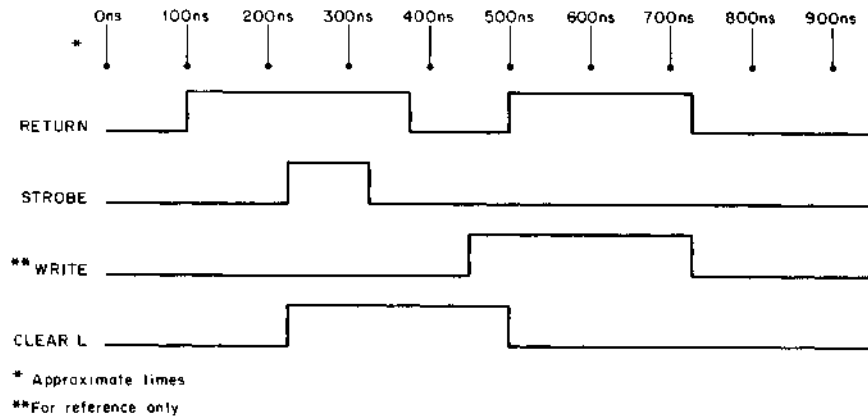 0ns 100ns 200ns 300ns 400ns 500ns 600ns 700ns 800ns 900ns
*
RETURN
STROBE
**WRITE
CLEAR L
* Approximate times
**For reference only